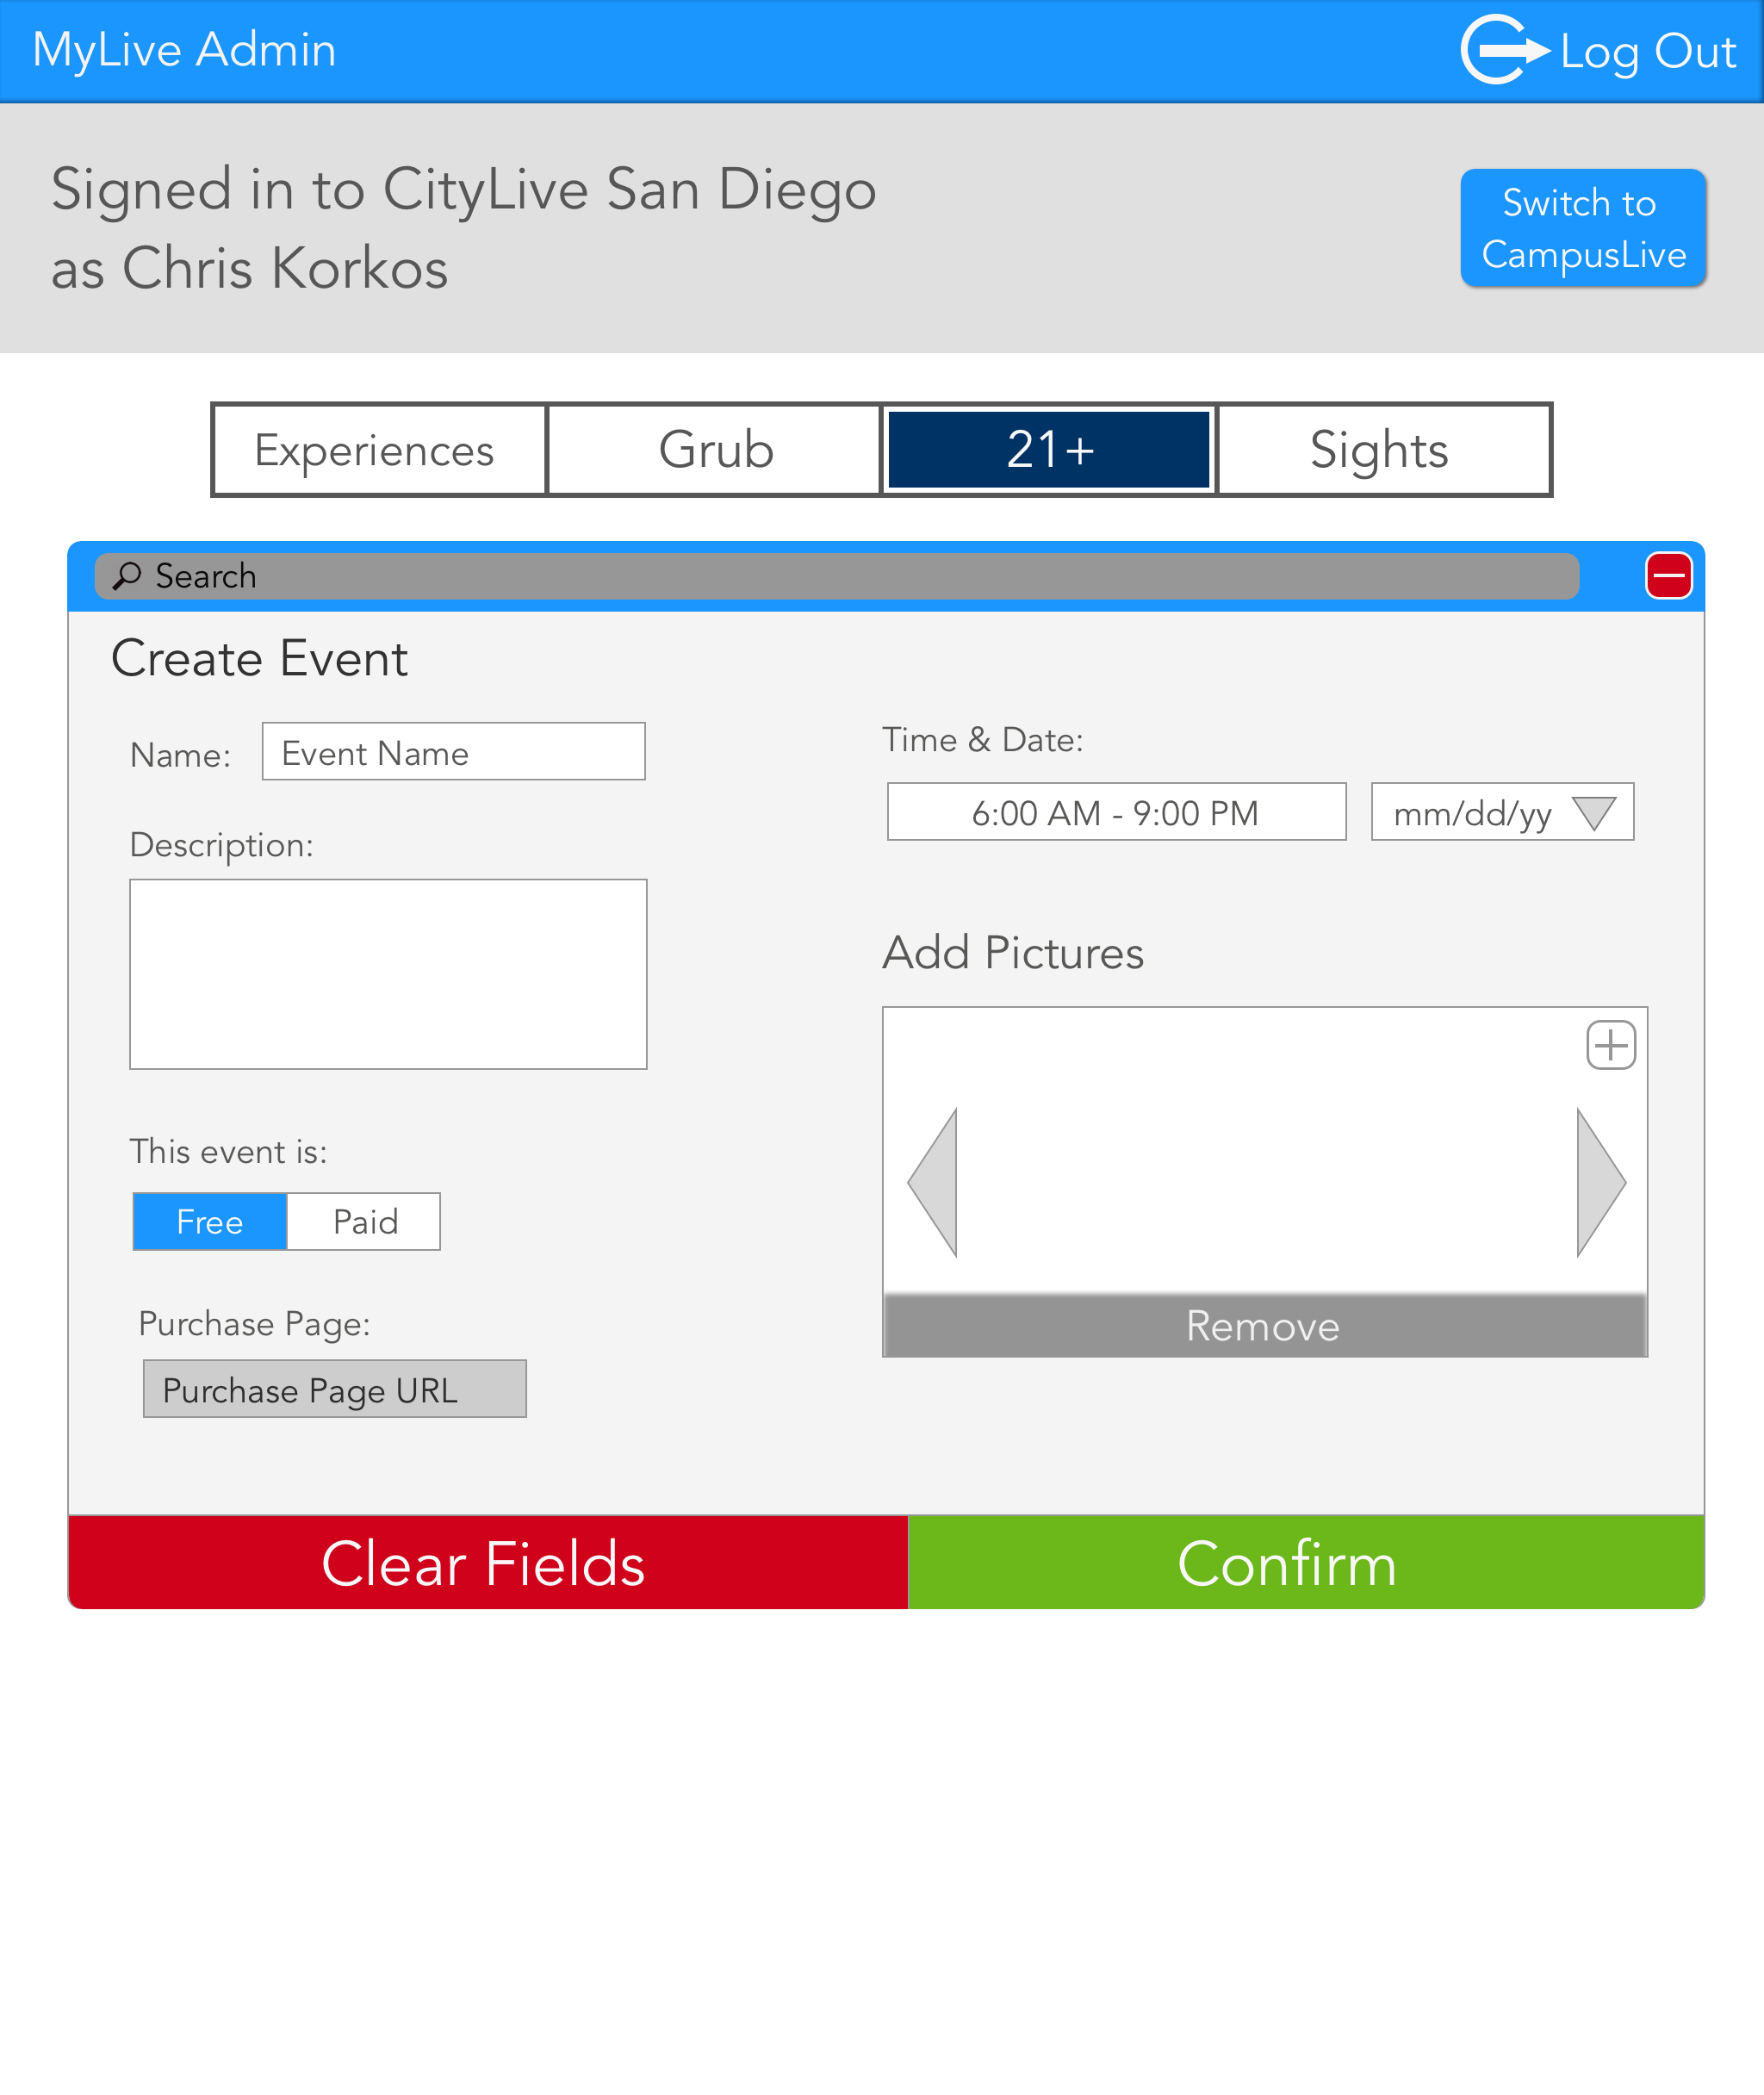 MyLive Admin
Log Out
Signed in to CityLive San Diego
as Chris Korkos
Switch to
CampusLive
Experiences
Grub
21+
Sights
Search
Create Event
Name:
Event Name
Description:
This event is:
Free
Paid
Purchase Page:
Purchase Page URL
Time & Date:
6:00 AM - 9:00 PM
mm/dd/yy
Add Pictures
Remove
Clear Fields
Confirm